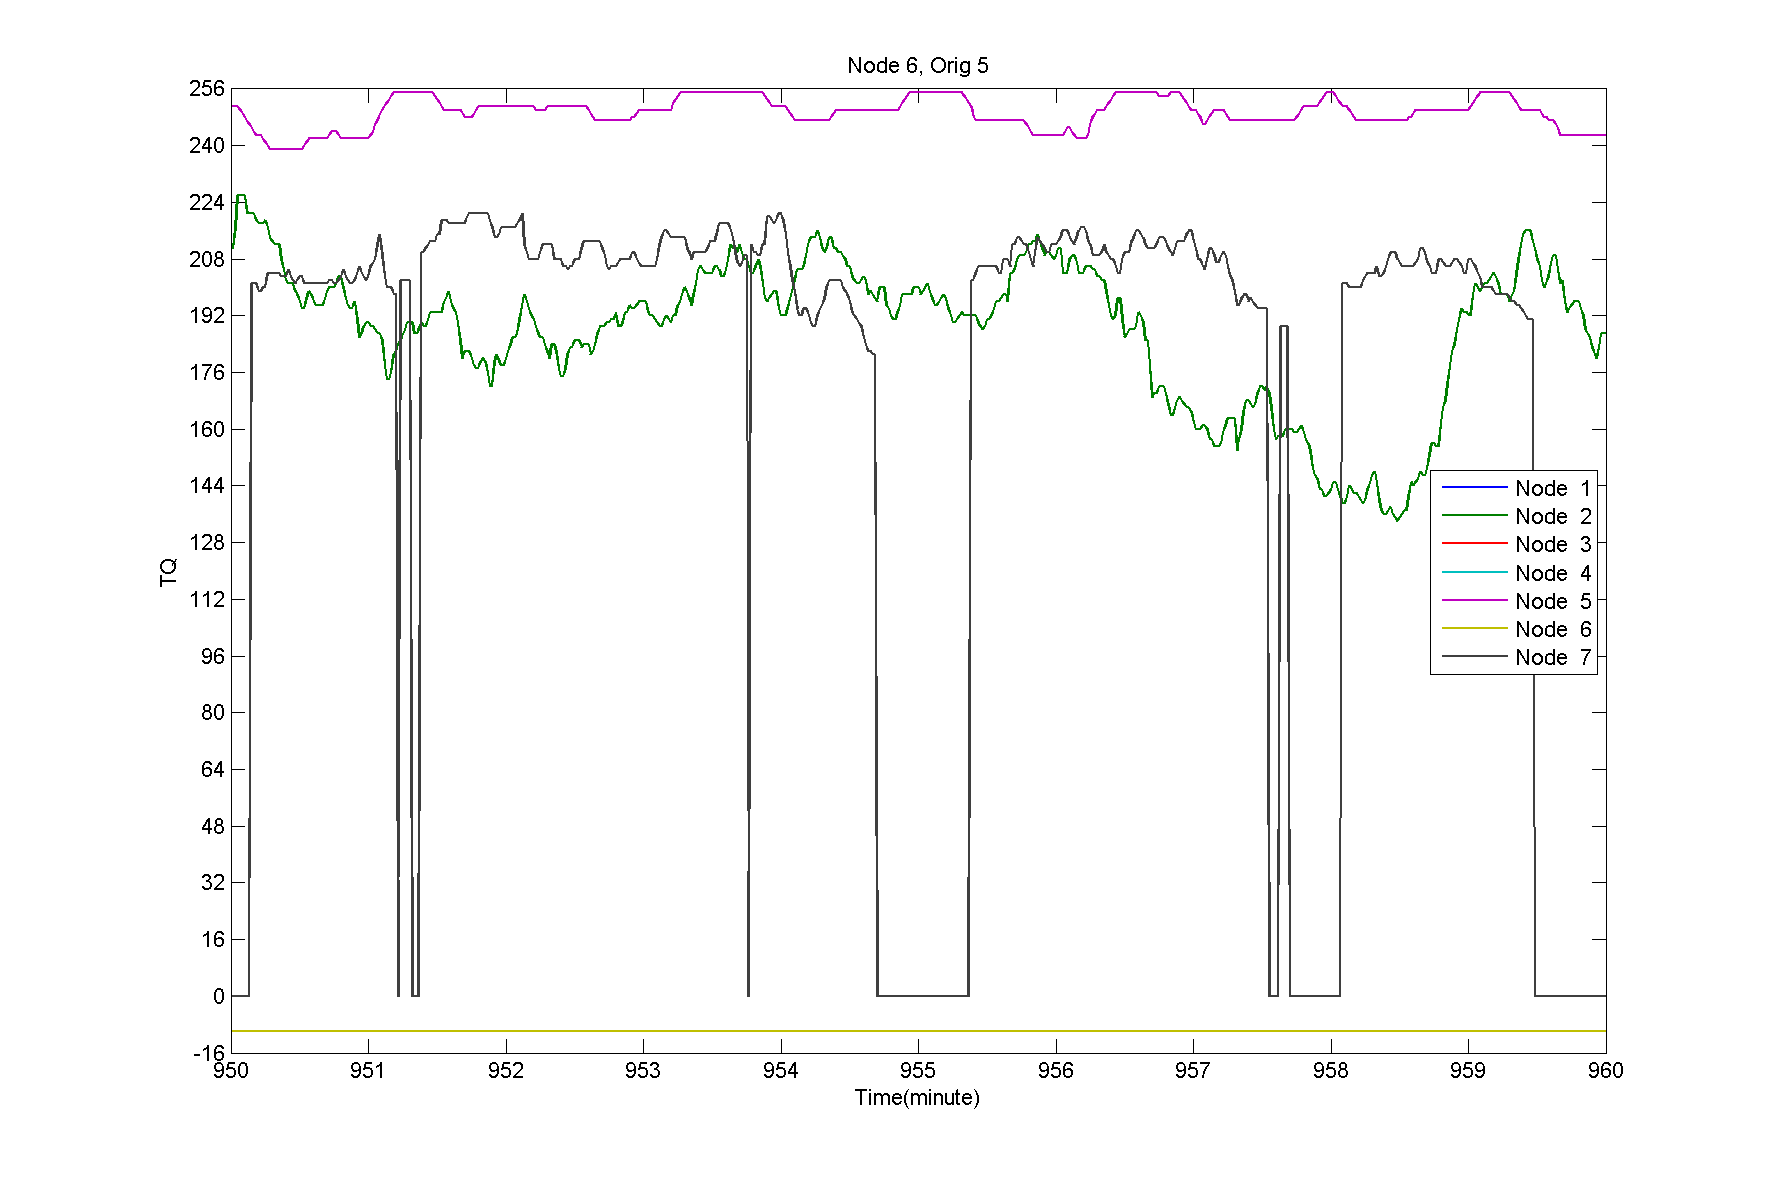 Node 6, Orig 5
256
240
224
208
192
176
160
144
128
112
96
80
64
48
32
16
0
-16
TQ
Node 1
Node 2
Node 3
Node 4
Node 5
Node 6
Node 7
950 951 952 953 954 955 956 957 958 959 960
Time(minute)